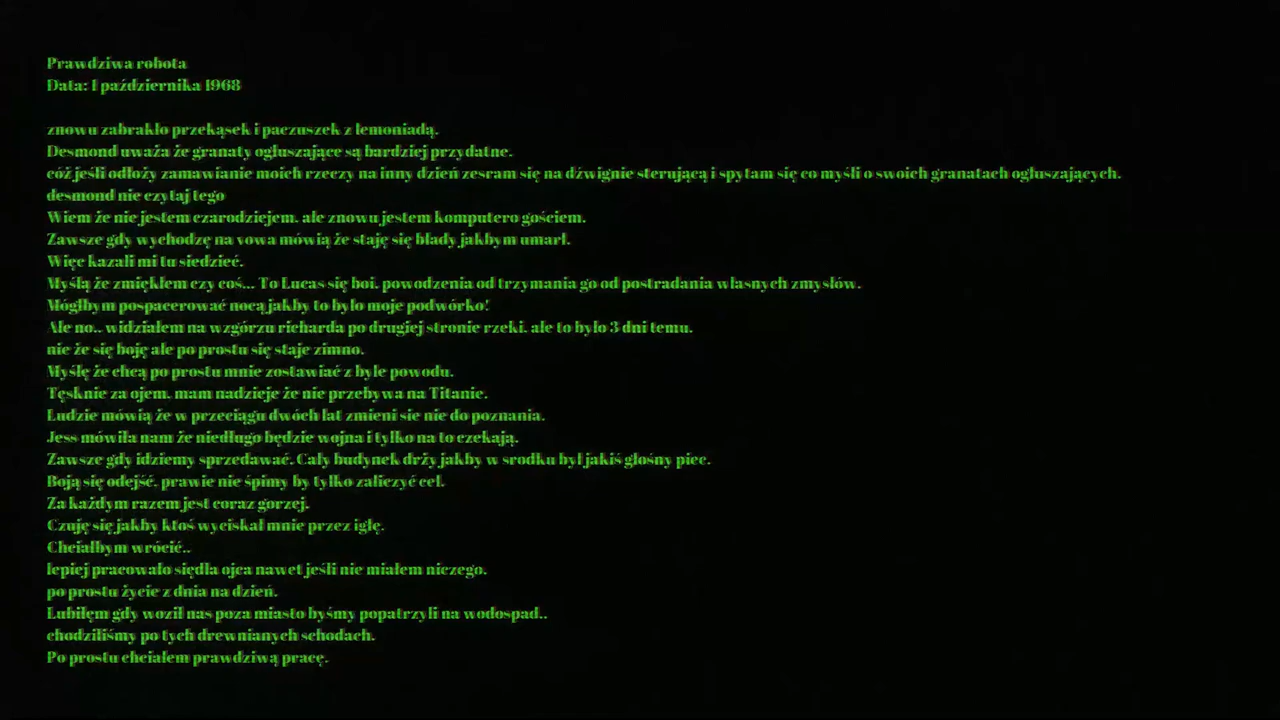 Prawdziwa robota
Data: 1 października 1968
znowu zabrakło przekąsek i paczuszek z lemoniadą.
Desmond uważa że granaty ogłuszające są bardziej przydatne.
cóż jeśli odłoży zamawianie moich rzeczy na inny dzień zesram się na dźwignie sterującą i spytam się co myśli o swoich granatach ogłuszających.
desmond nie czytaj tego
Wiem że nie jestem czarodziejem. ale znowu jestem komputero gościem.
Zawsze gdy wychodzę na vowa mówią że staję się blady jakbym umarł.
Więc kazali mi tu siedzieć.
Myślą że zmiękłem czy coś... To Lucas się boi. powodzenia od trzymania go od postradania własnych zmysłów.
Mógłbym pospacerować nocą jakby to było moje podwórko!
Ale no.. widziałem na wzgórzu richarda po drugiej stronie rzeki. ale to było 3 dni temu.
nie że się boję ale po prostu się staje zimno.
Myślę że chcą po prostu mnie zostawiać z byle powodu.
Tęsknie za ojem. mam nadzieje że nie przebywa na Titanic.
Ludzie mówią że w przeciągu dwóch lat zmieni sie nie do poznania.
Jess mówiła nam że niedługo będzie wojna i tylko na to czekają.
Zawsze gdy idziemy sprzedawać. Cały budynek drży jakby w srodku był jakiś głośny piec.
Boją się odejść. prawie nie śpimy by tylko zaliczyć cel.
Za każdym razem jest coraz gorzej.
Czuję się jakby ktoś wyciskał mnie przez igłę.
Chciałbym wrócić..
lepiej pracowało siędla ojca nawet jeśli nie miałem niczego.
po prostu życie z dnia na dzień.
Lubiłęm gdy woził nas poza miasto byśmy popatrzyli na wodospad..
chodziliśmy po tych drewnianych schodach.
Po prostu chciałem prawdziwą pracę.